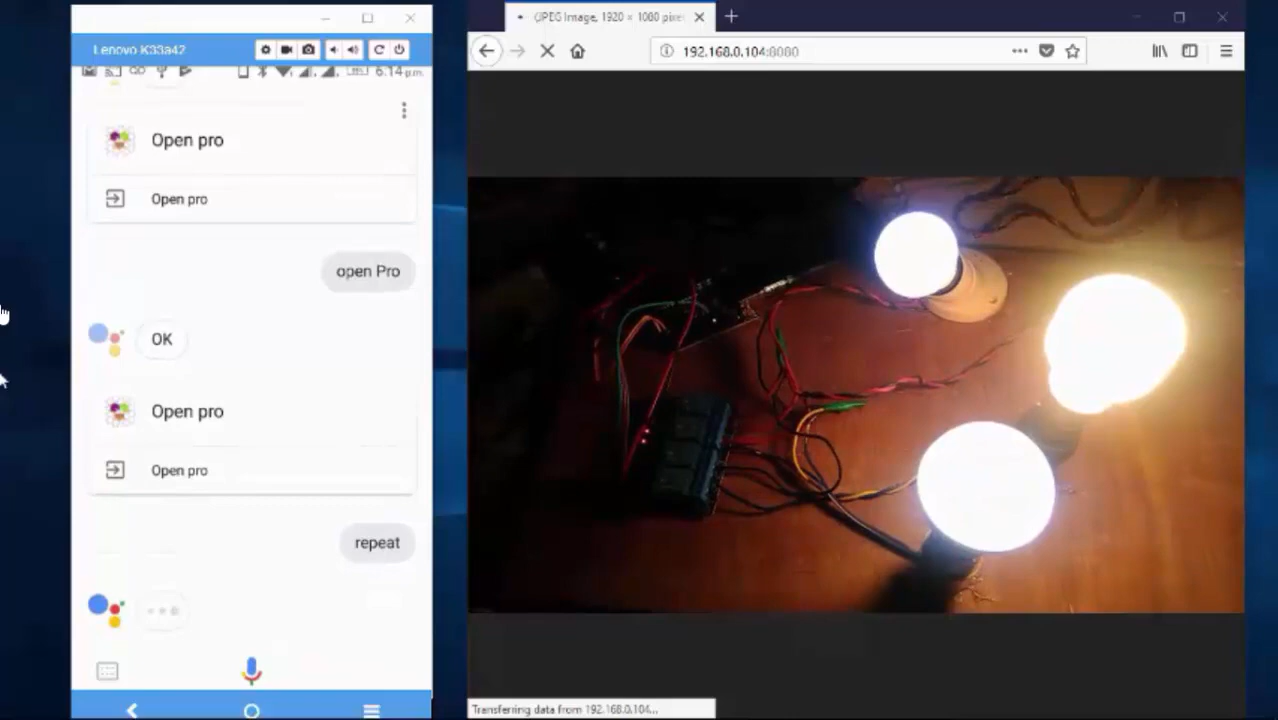 Lenovo K33a42
6:14 p.m.
Open pro
Open pro
open Pro
OK
Open pro
Open pro
repeat
(JPEG Image, 1920 × 1080 pixe
192.168.0.104:8080
Transferring data from 192.168.0.104...